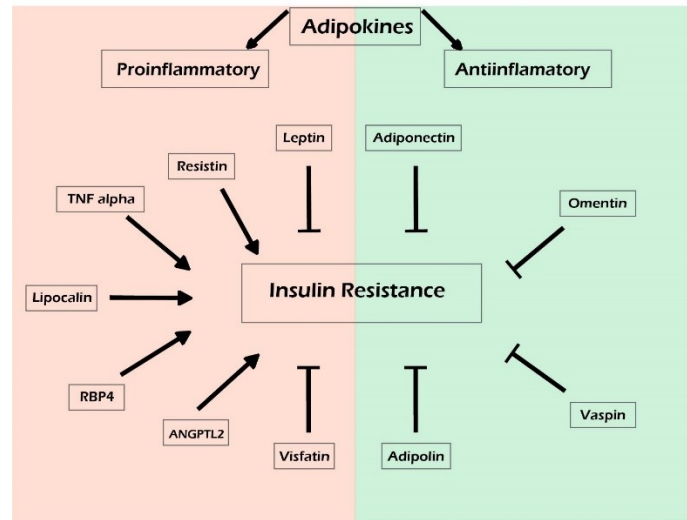 Adipokines
Proinflammatory
Antiinflamatory
Leptin
Adiponectin
Resistin
TNF alpha
Omentin
Lipocalin
Insulin Resistance
RBP4
ANGPTL2
Visfatin
Adipolin
Vaspin